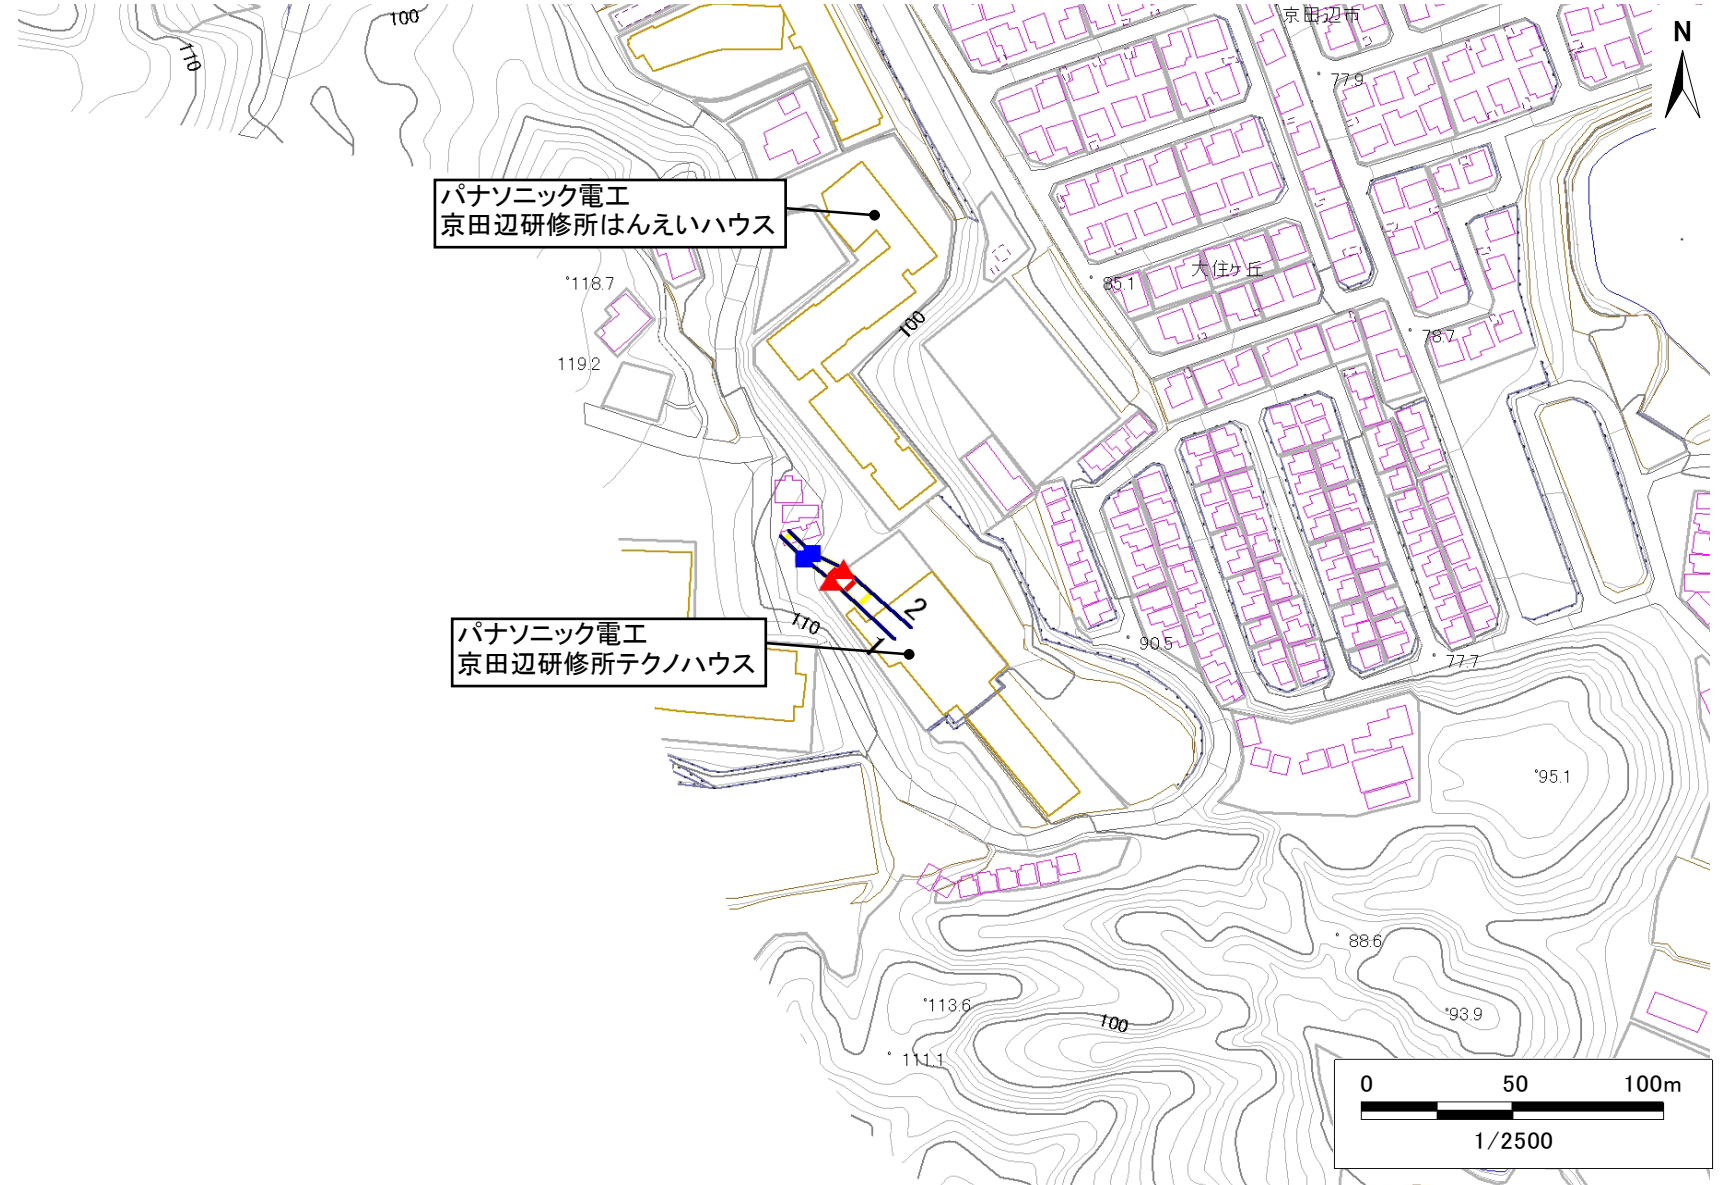 100
110
京田辺市
N
77.9
パナソニック電工
京田辺研修所はんえいハウス
118.7
85.1
大住ヶ丘
100
78.7
119.2
パナソニック電工
京田辺研修所テクノハウス
110
2
1
90.5
77.7
95.1
88.6
113.6
93.9
100
111.1
0 50 100m
1/2500